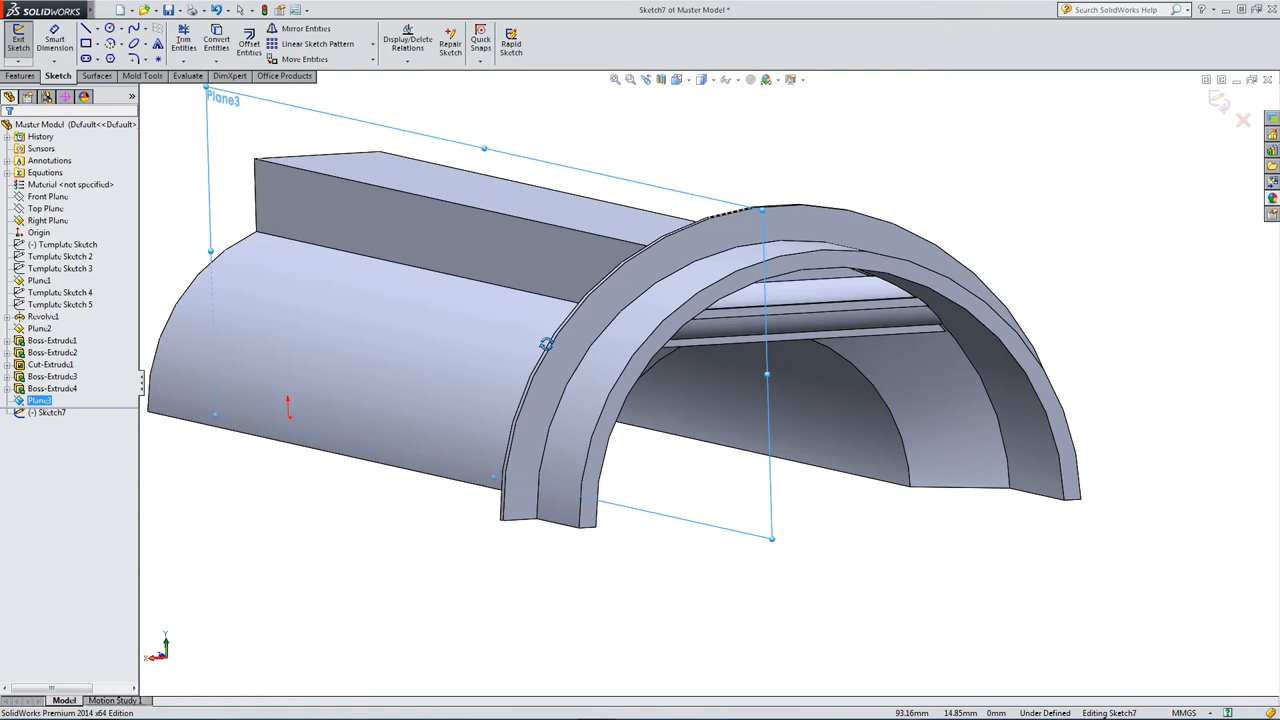 SOLIDWORKS
Sketch7 of Master Model *
Search SolidWorks Help
Exit Sketch
Smart Dimension
Trim Entities
Convert Entities
Offset Entities
Mirror Entities
Linear Sketch Pattern
Move Entities
Display/Delete Relations
Repair Sketch
Quick Snaps
Rapid Sketch
Features
Sketch
Surfaces
Mold Tools
Evaluate
DimXpert
Office Products
Plane3
Master Model (Default<<Default>
History
Sensors
Annotations
Equations
Material <not specified>
Front Plane
Top Plane
Right Plane
Origin
(-) Template Sketch
Template Sketch 2
Template Sketch 3
Plane1
Template Sketch 4
Template Sketch 5
Revolve1
Plane2
Boss-Extrude1
Boss-Extrude2
Cut-Extrude1
Boss-Extrude3
Boss-Extrude4
Plane3
(-) Sketch7
Y
X
Model
Motion Study 1
SolidWorks Premium 2014 x64 Edition
93.16mm
14.85mm
0mm
Under Defined
Editing Sketch7
MMGS